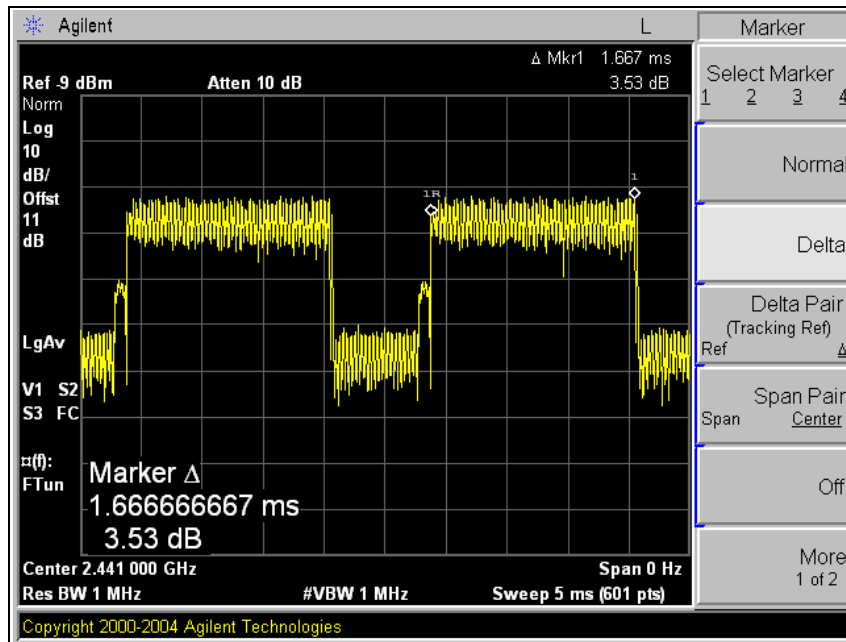 Agilent L Marker
Δ Mkr1 1.667 ms
Ref -9 dBm Atten 10 dB 3.53 dB
Norm
Log
10
dB/
Offst
11
dB
LgAv
V1 S2
S3 FC
¤(f):
FTun
1R
1
Marker Δ
1.666666667 ms
3.53 dB
Center 2.441 000 GHz Span 0 Hz
Res BW 1 MHz #VBW 1 MHz Sweep 5 ms (601 pts)
Copyright 2000-2004 Agilent Technologies
Select Marker
1 2 3 4
Normal
Delta
Delta Pair
(Tracking Ref)
Ref Δ
Span Pair
Span Center
Off
More
1 of 2